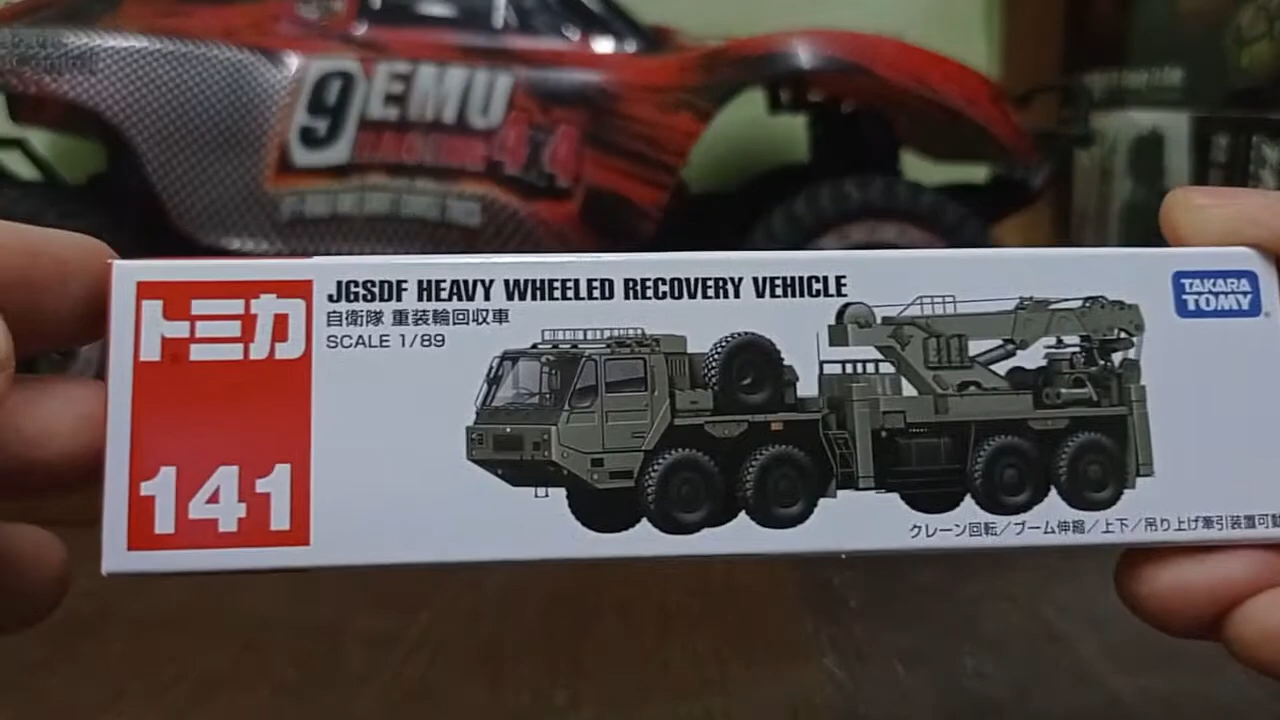 9EMU
4x4
トミカ
141
JGSDF HEAVY WHEELED RECOVERY VEHICLE
自衛隊 重装輪回収車
SCALE 1/89
TAKARA
TOMY
クレーン回転/ブーム伸縮/上下/吊り上げ牽引装置可動